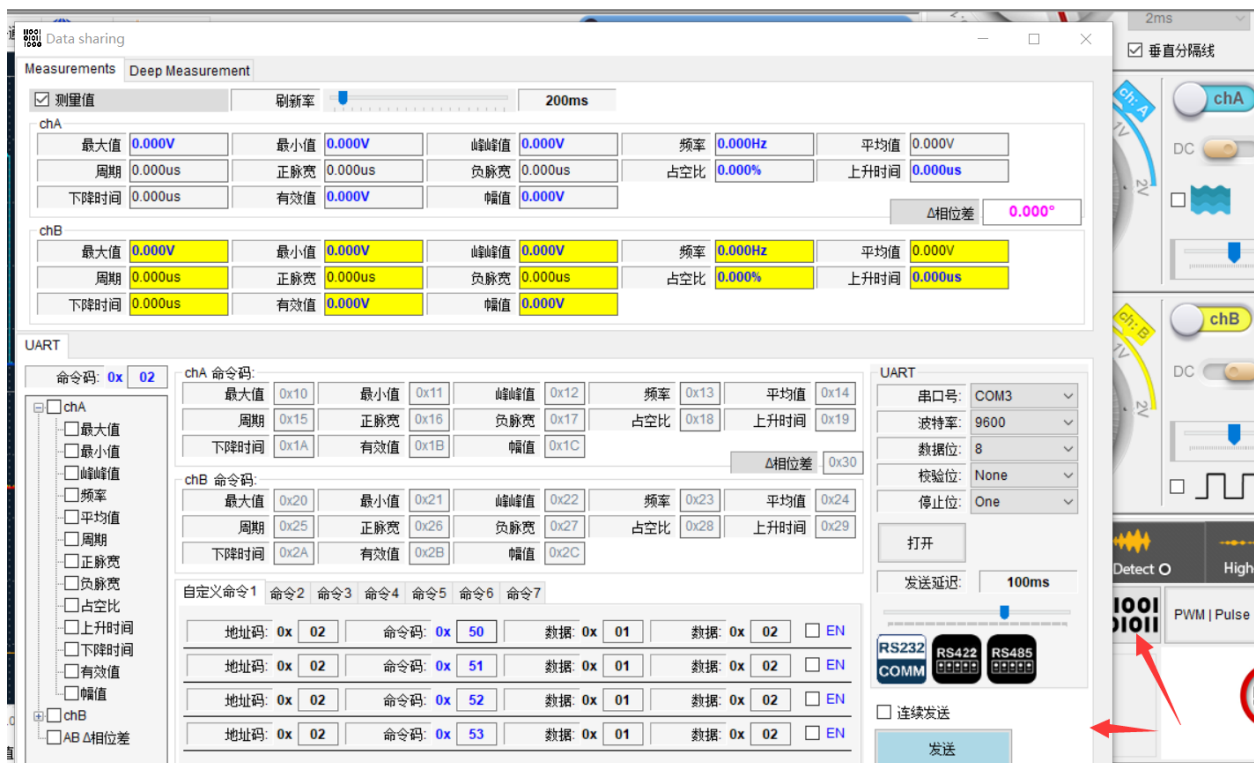 Data sharing
2ms
垂直分隔线
Measurements Deep Measurement
测量值 刷新率 200ms
chA
最大值 0.000V 最小值 0.000V 峰峰值 0.000V 频率 0.000Hz 平均值 0.000V
周期 0.000us 正脉宽 0.000us 负脉宽 0.000us 占空比 0.000% 上升时间 0.000us
下降时间 0.000us 有效值 0.000V 幅值 0.000V
Δ相位差 0.000°
chB
最大值 0.000V 最小值 0.000V 峰峰值 0.000V 频率 0.000Hz 平均值 0.000V
周期 0.000us 正脉宽 0.000us 负脉宽 0.000us 占空比 0.000% 上升时间 0.000us
下降时间 0.000us 有效值 0.000V 幅值 0.000V
UART
命令码: 0x 02
chA
最大值
最小值
峰峰值
频率
平均值
周期
正脉宽
负脉宽
占空比
上升时间
下降时间
有效值
幅值
chB
AB Δ相位差
chA 命令码:
最大值 0x10 最小值 0x11 峰峰值 0x12 频率 0x13 平均值 0x14
周期 0x15 正脉宽 0x16 负脉宽 0x17 占空比 0x18 上升时间 0x19
下降时间 0x1A 有效值 0x1B 幅值 0x1C
Δ相位差 0x30
chB 命令码:
最大值 0x20 最小值 0x21 峰峰值 0x22 频率 0x23 平均值 0x24
周期 0x25 正脉宽 0x26 负脉宽 0x27 占空比 0x28 上升时间 0x29
下降时间 0x2A 有效值 0x2B 幅值 0x2C
自定义命令1 命令2 命令3 命令4 命令5 命令6 命令7
地址码: 0x 02 命令码: 0x 50 数据: 0x 01 数据: 0x 02 EN
地址码: 0x 02 命令码: 0x 51 数据: 0x 01 数据: 0x 02 EN
地址码: 0x 02 命令码: 0x 52 数据: 0x 01 数据: 0x 02 EN
地址码: 0x 02 命令码: 0x 53 数据: 0x 01 数据: 0x 02 EN
UART
串口号: COM3
波特率: 9600
数据位: 8
校验位: None
停止位: One
打开
发送延迟: 100ms
RS232
COMM
RS422
RS485
连续发送
发送
ch: A
1V
2V
chA
DC
ch: B
1V
2V
chB
DC
Detect
High
PWM | Pulse